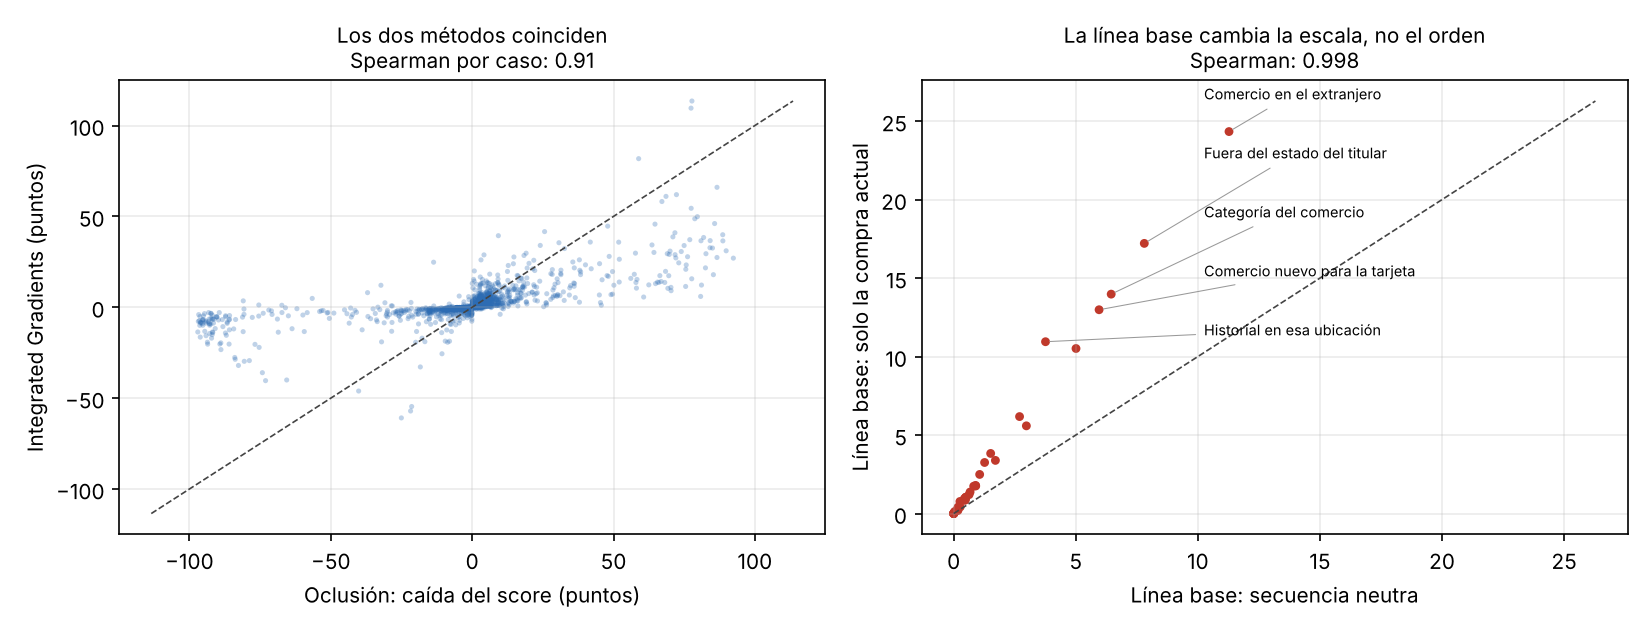 Los dos métodos coinciden
Spearman por caso: 0.91
Integrated Gradients (puntos)
100
50
0
−50
−100
−100
−50
0
50
100
Oclusión: caída del score (puntos)
La línea base cambia la escala, no el orden
Spearman: 0.998
Línea base: solo la compra actual
25
20
15
10
5
0
Comercio en el extranjero
Fuera del estado del titular
Categoría del comercio
Comercio nuevo para la tarjeta
Historial en esa ubicación
0
5
10
15
20
25
Línea base: secuencia neutra